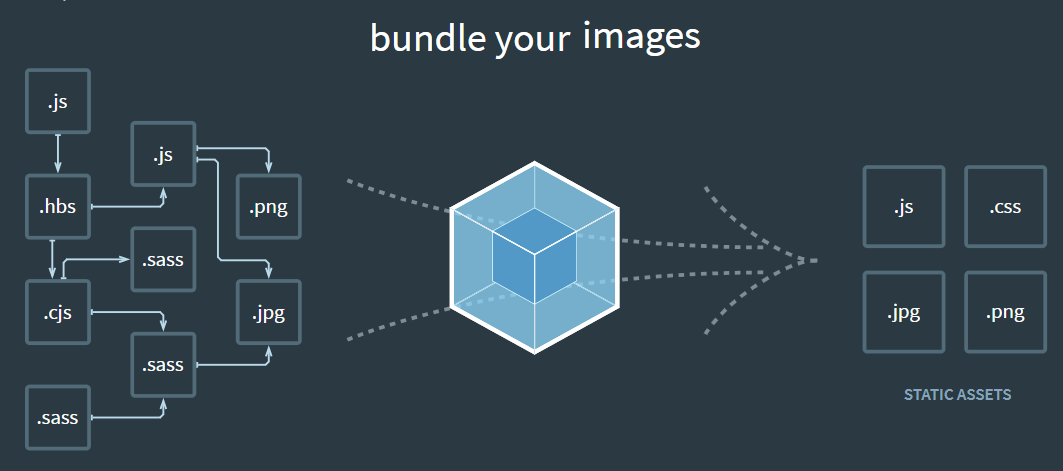 bundle your images
.js
.js
.hbs
.png
.sass
.cjs
.jpg
.sass
.sass
.js
.css
.jpg
.png
STATIC ASSETS